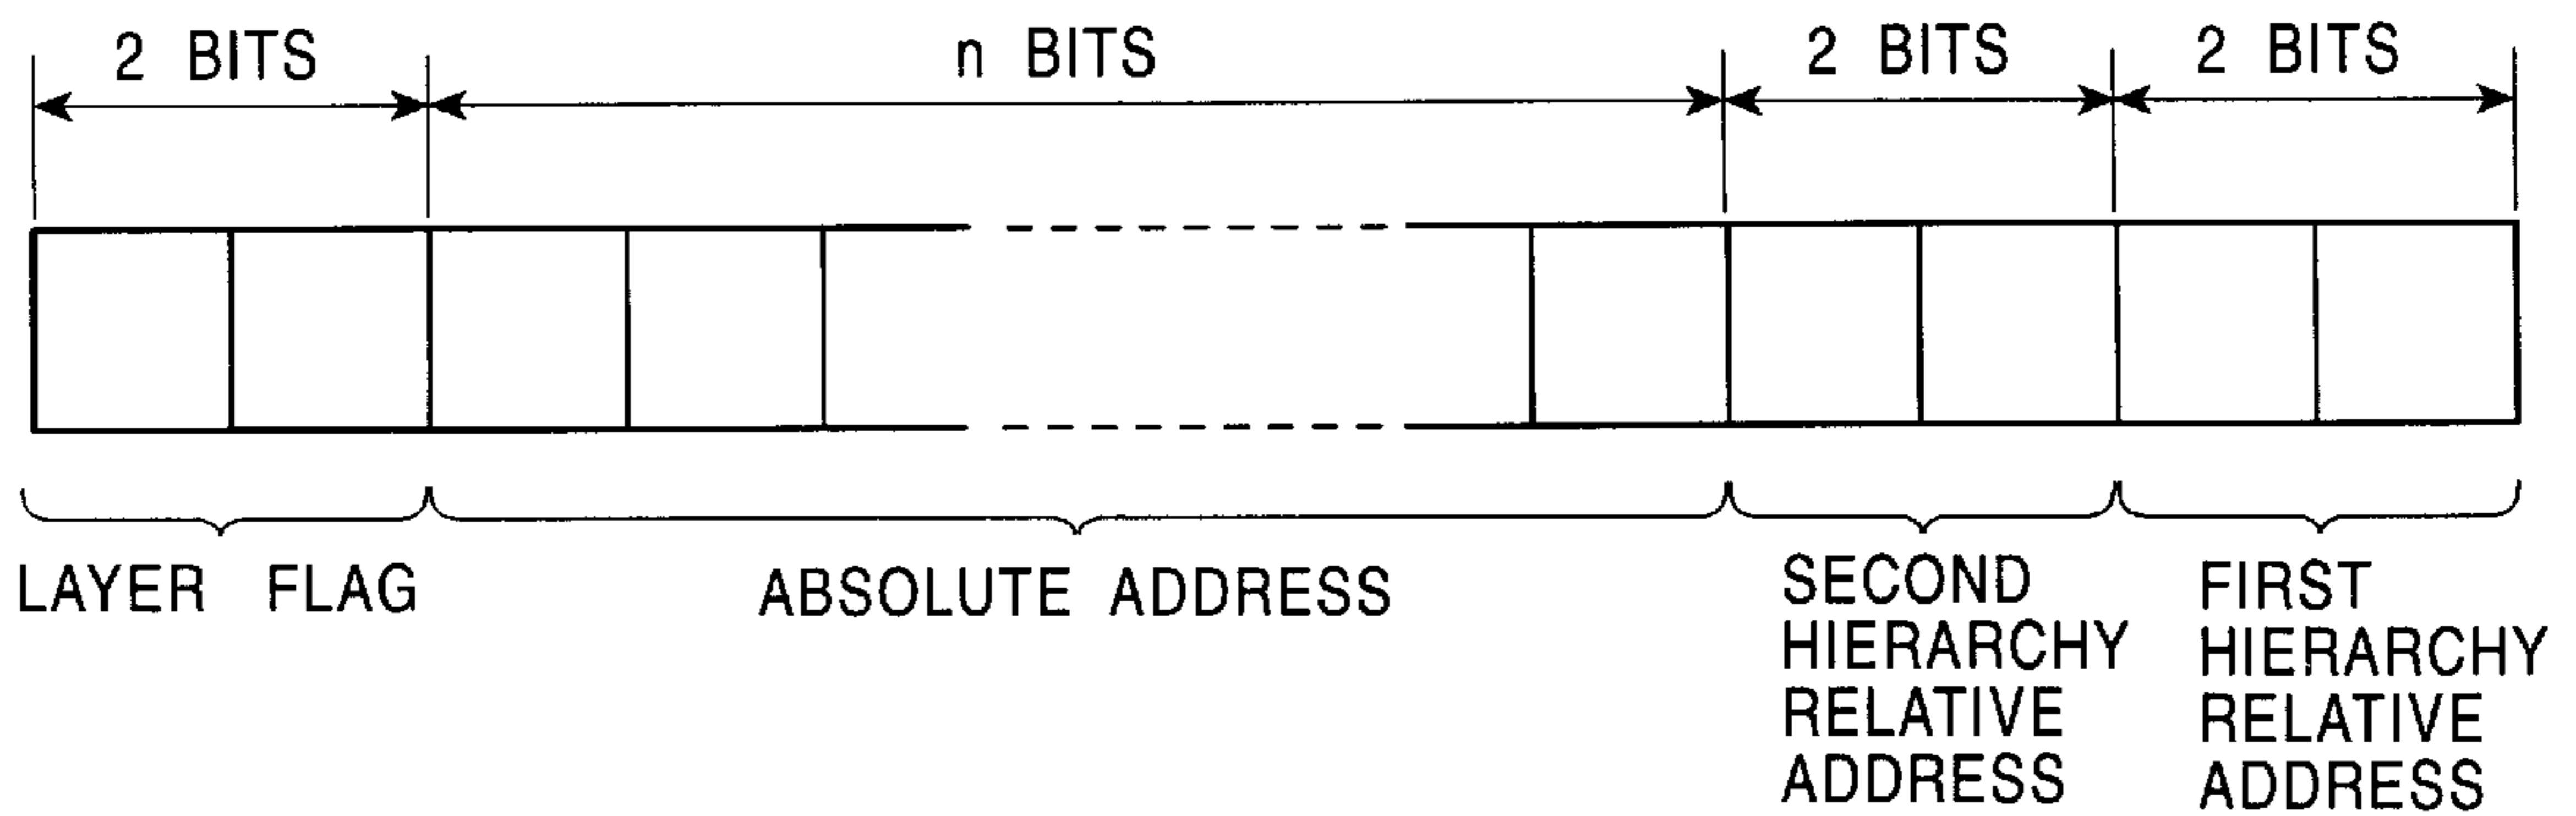 2 BITS
n BITS
2 BITS
2 BITS
LAYER FLAG
ABSOLUTE ADDRESS
SECOND
HIERARCHY
RELATIVE
ADDRESS
FIRST
HIERARCHY
RELATIVE
ADDRESS